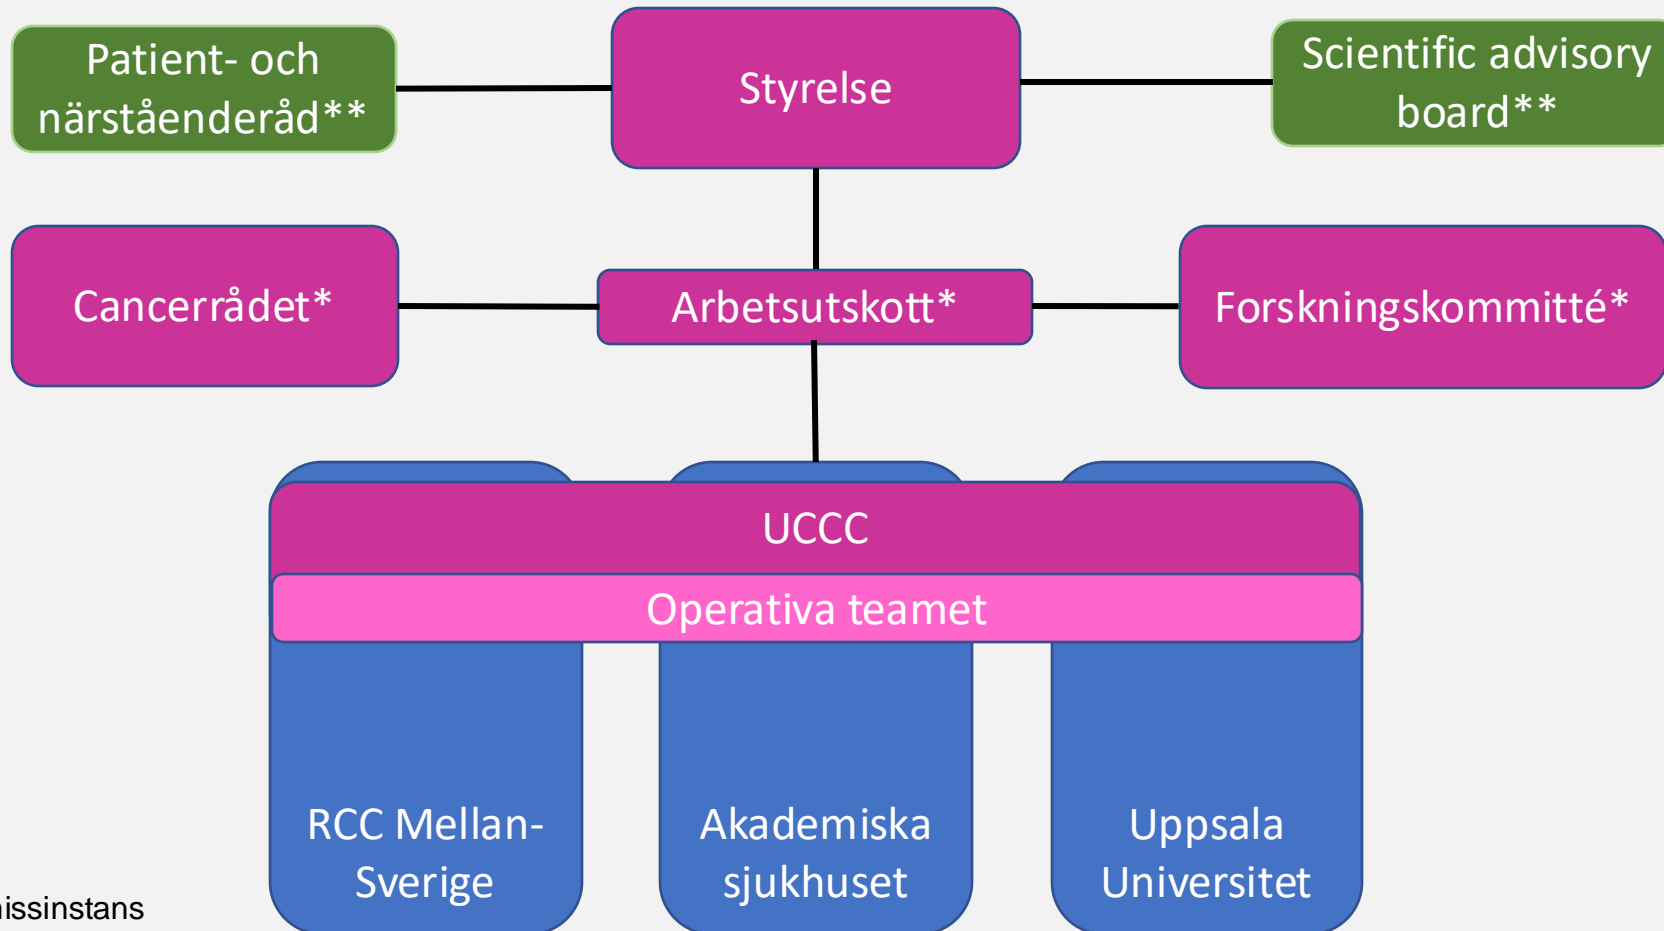 Patient- och
närståenderåd**
Styrelse
Scientific advisory
board**
Cancerrådet*
Arbetsutskott*
Forskningskommitté*
UCCC
Operativa teamet
RCC Mellan-
Sverige
Akademiska
sjukhuset
Uppsala
Universitet